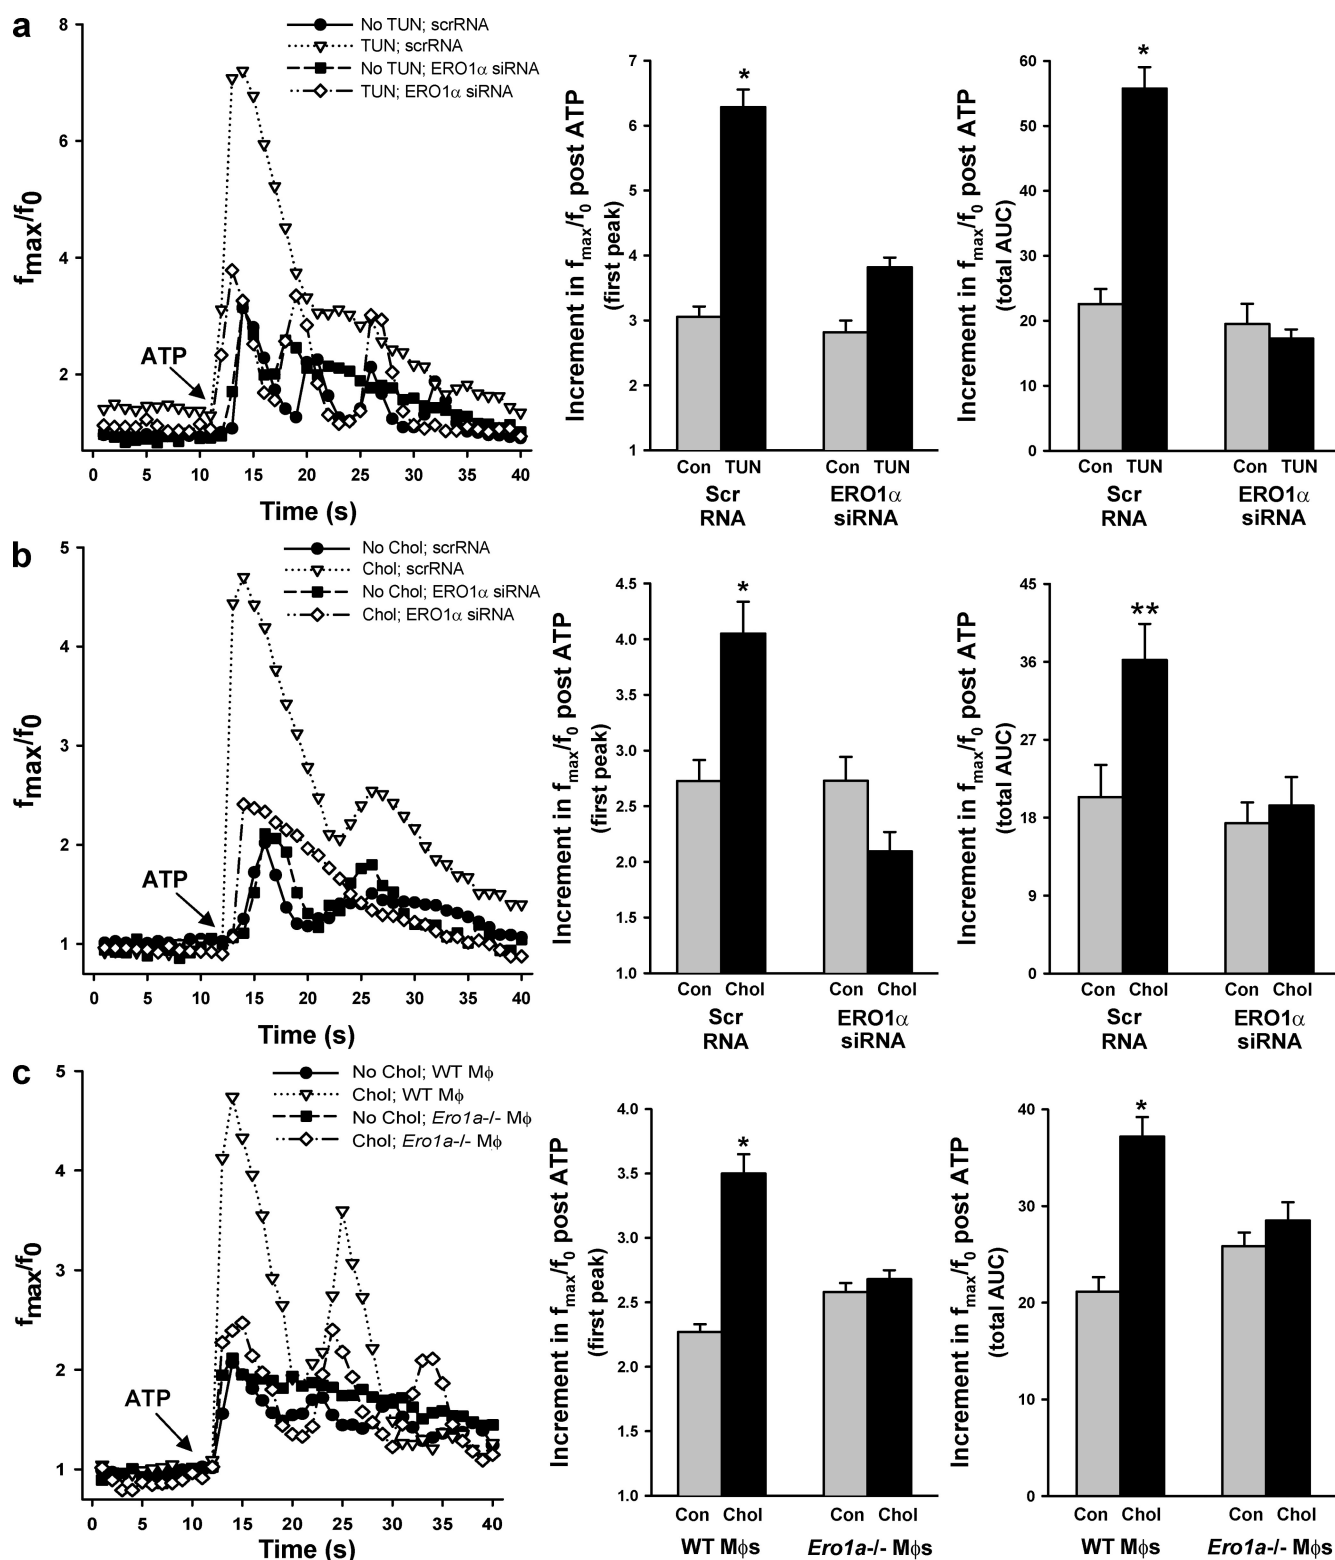 a
8
6
4
2
f max/f0
0 5 10 15 20 25 30 35 40
Time (s)
ATP
No TUN; scrRNA
TUN; scrRNA
No TUN; ERO1α siRNA
TUN; ERO1α siRNA
Increment in fmax/f0 post ATP
(first peak)
7
6
5
4
3
2
1
*
Con TUN Con TUN
Scr ERO1α
RNA siRNA
Increment in fmax/f0 post ATP
(total AUC)
60
50
40
30
20
10
0
*
Con TUN Con TUN
Scr ERO1α
RNA siRNA
b
5
4
3
2
1
f max/f0
0 5 10 15 20 25 30 35 40
Time (s)
ATP
No Chol; scrRNA
Chol; scrRNA
No Chol; ERO1α siRNA
Chol; ERO1α siRNA
Increment in fmax/f0 post ATP
(first peak)
4.5
4.0
3.5
3.0
2.5
2.0
1.5
1.0
*
Con Chol Con Chol
Scr ERO1α
RNA siRNA
Increment in fmax/f0 post ATP
(total AUC)
45
36
27
18
9
0
**
Con Chol Con Chol
Scr ERO1α
RNA siRNA
c
5
4
3
2
1
f max/f0
0 5 10 15 20 25 30 35 40
Time (s)
ATP
No Chol; WT Mϕ
Chol; WT Mϕ
No Chol; Ero1a-/- Mϕ
Chol; Ero1a-/- Mϕ
Increment in fmax/f0 post ATP
(first peak)
4.0
3.5
3.0
2.5
2.0
1.5
1.0
*
Con Chol Con Chol
WT Mϕs Ero1a-/- Mϕs
Increment in fmax/f0 post ATP
(total AUC)
40
30
20
10
0
*
Con Chol Con Chol
WT Mϕs Ero1a-/- Mϕs